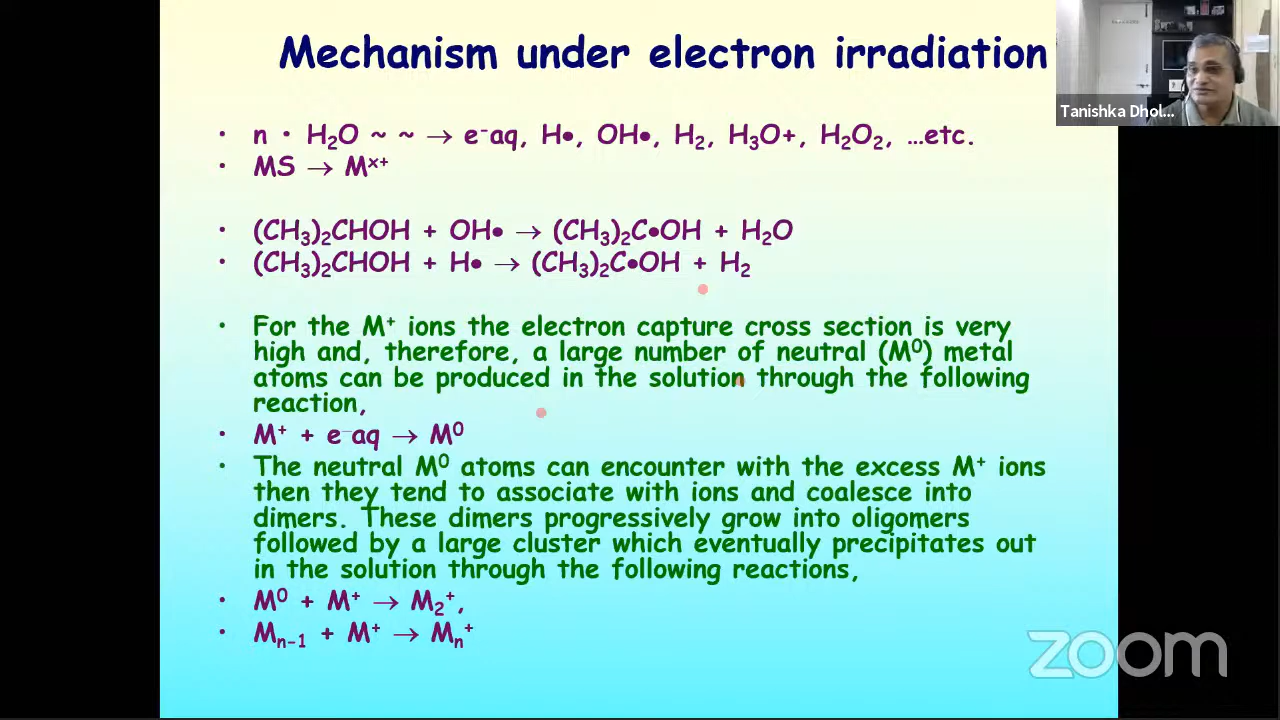 Mechanism under electron irradiation
Tanishka Dhol...
• n • H₂O ~ ~ → e⁻aq, H•, OH•, H₂, H₃O+, H₂O₂, …etc.
• MS → Mˣ⁺
• (CH₃)₂CHOH + OH• → (CH₃)₂C•OH + H₂O
• (CH₃)₂CHOH + H• → (CH₃)₂C•OH + H₂
• For the M⁺ ions the electron capture cross section is very
high and, therefore, a large number of neutral (M⁰) metal
atoms can be produced in the solution through the following
reaction,
• M⁺ + e⁻aq → M⁰
• The neutral M⁰ atoms can encounter with the excess M⁺ ions
then they tend to associate with ions and coalesce into
dimers. These dimers progressively grow into oligomers
followed by a large cluster which eventually precipitates out
in the solution through the following reactions,
• M⁰ + M⁺ → M₂⁺,
• Mₙ₋₁ + M⁺ → Mₙ⁺
zoom